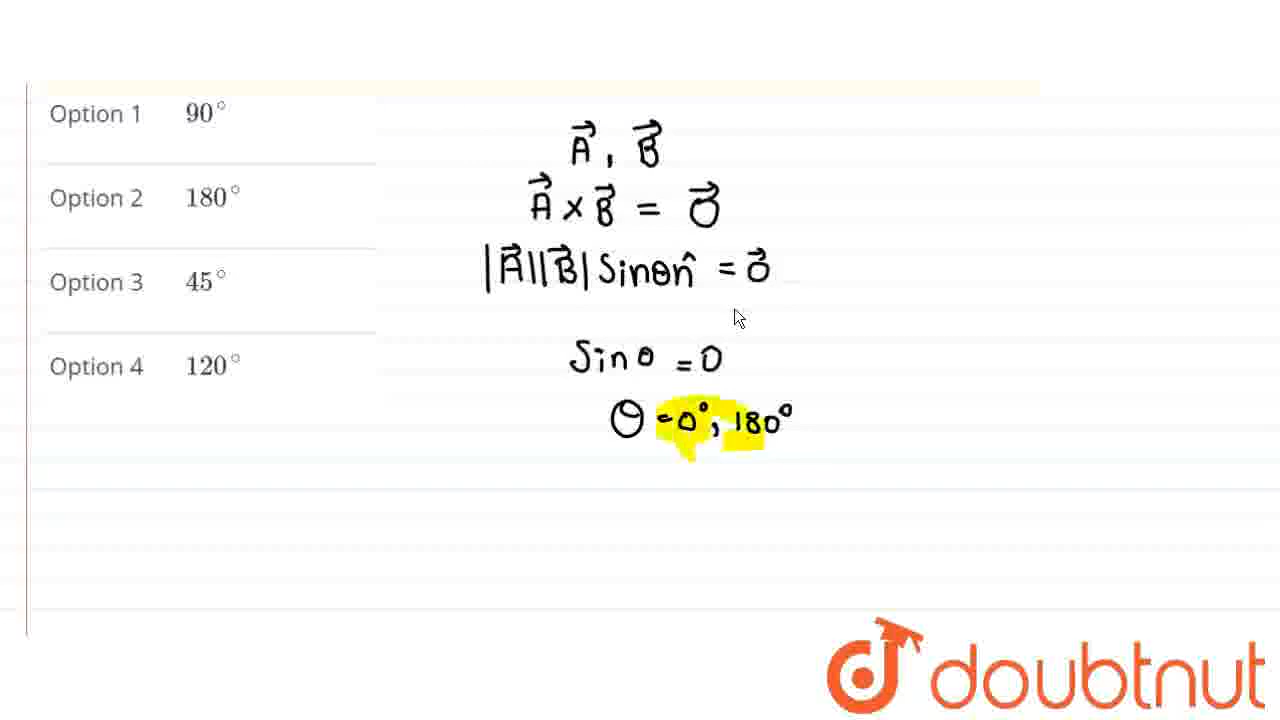 Option 1 90°
Option 2 180°
Option 3 45°
Option 4 120°
A⃗, B⃗
A⃗ × B⃗ = 0⃗
|A⃗||B⃗| Sinθn̂ = 0⃗
Sinθ = 0
θ = 0°, 180°
doubtnut